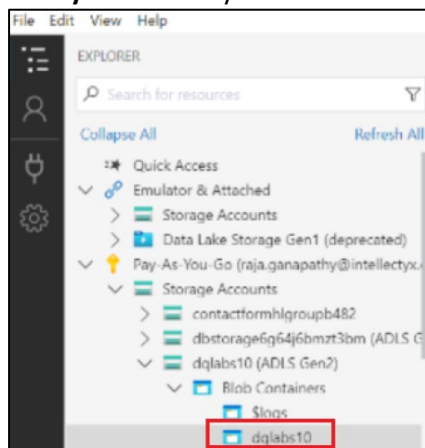 File Edit View Help
EXPLORER
Search for resources
Collapse All Refresh All
Quick Access
Emulator & Attached
Storage Accounts
Data Lake Storage Gen1 (deprecated)
Pay-As-You-Go (raja.ganapathy@intellectyx.
Storage Accounts
contactformhlgroupb482
dbstorage6g64j6bmzt3bm (ADLS G
dqlabs10 (ADLS Gen2)
Blob Containers
$logs
dqlabs10